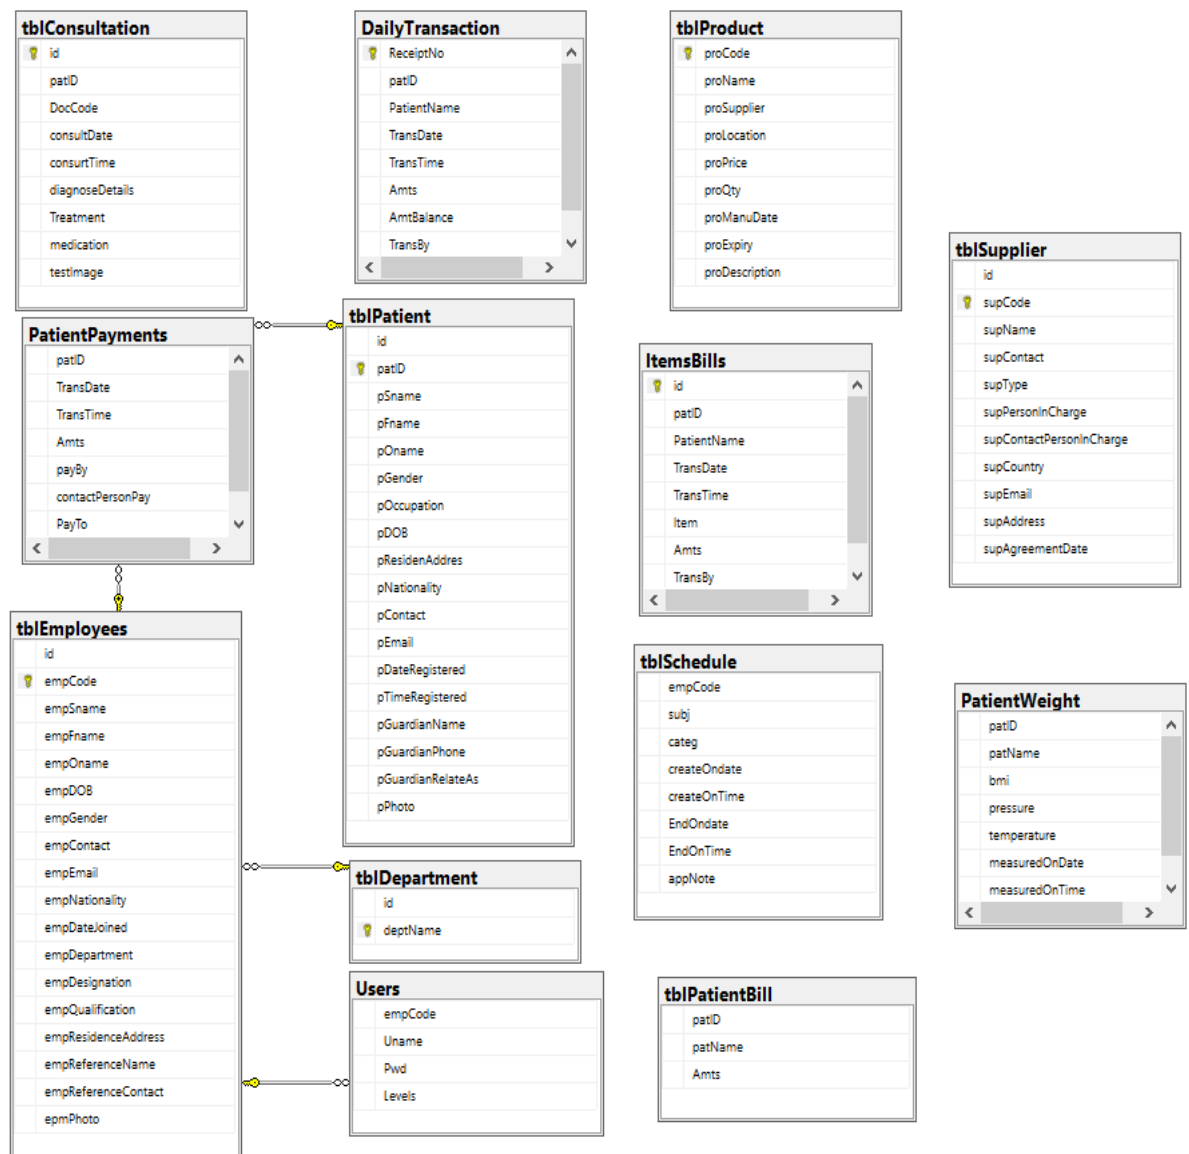 tblConsultation
id
patID
DocCode
consultDate
consurtTime
diagnoseDetails
Treatment
medication
testImage
DailyTransaction
ReceiptNo
patID
PatientName
TransDate
TransTime
Amts
AmtBalance
TransBy
tblProduct
proCode
proName
proSupplier
proLocation
proPrice
proQty
proManuDate
proExpiry
proDescription
tblSupplier
id
supCode
supName
supContact
supType
supPersonInCharge
supContactPersonInCharge
supCountry
supEmail
supAddress
supAgreementDate
PatientPayments
patID
TransDate
TransTime
Amts
payBy
contactPersonPay
PayTo
tblPatient
id
patID
pSname
pFname
pOname
pGender
pOccupation
pDOB
pResidenAddres
pNationality
pContact
pEmail
pDateRegistered
pTimeRegistered
pGuardianName
pGuardianPhone
pGuardianRelateAs
pPhoto
ItemsBills
id
patID
PatientName
TransDate
TransTime
Item
Amts
TransBy
tblEmployees
id
empCode
empSname
empFname
empOname
empDOB
empGender
empContact
empEmail
empNationality
empDateJoined
empDepartment
empDesignation
empQualification
empResidenceAddress
empReferenceName
empReferenceContact
epmPhoto
tblSchedule
empCode
subj
categ
createOndate
createOnTime
EndOndate
EndOnTime
appNote
PatientWeight
patID
patName
bmi
pressure
temperature
measuredOnDate
measuredOnTime
tblDepartment
id
deptName
Users
empCode
Uname
Pwd
Levels
tblPatientBill
patID
patName
Amts